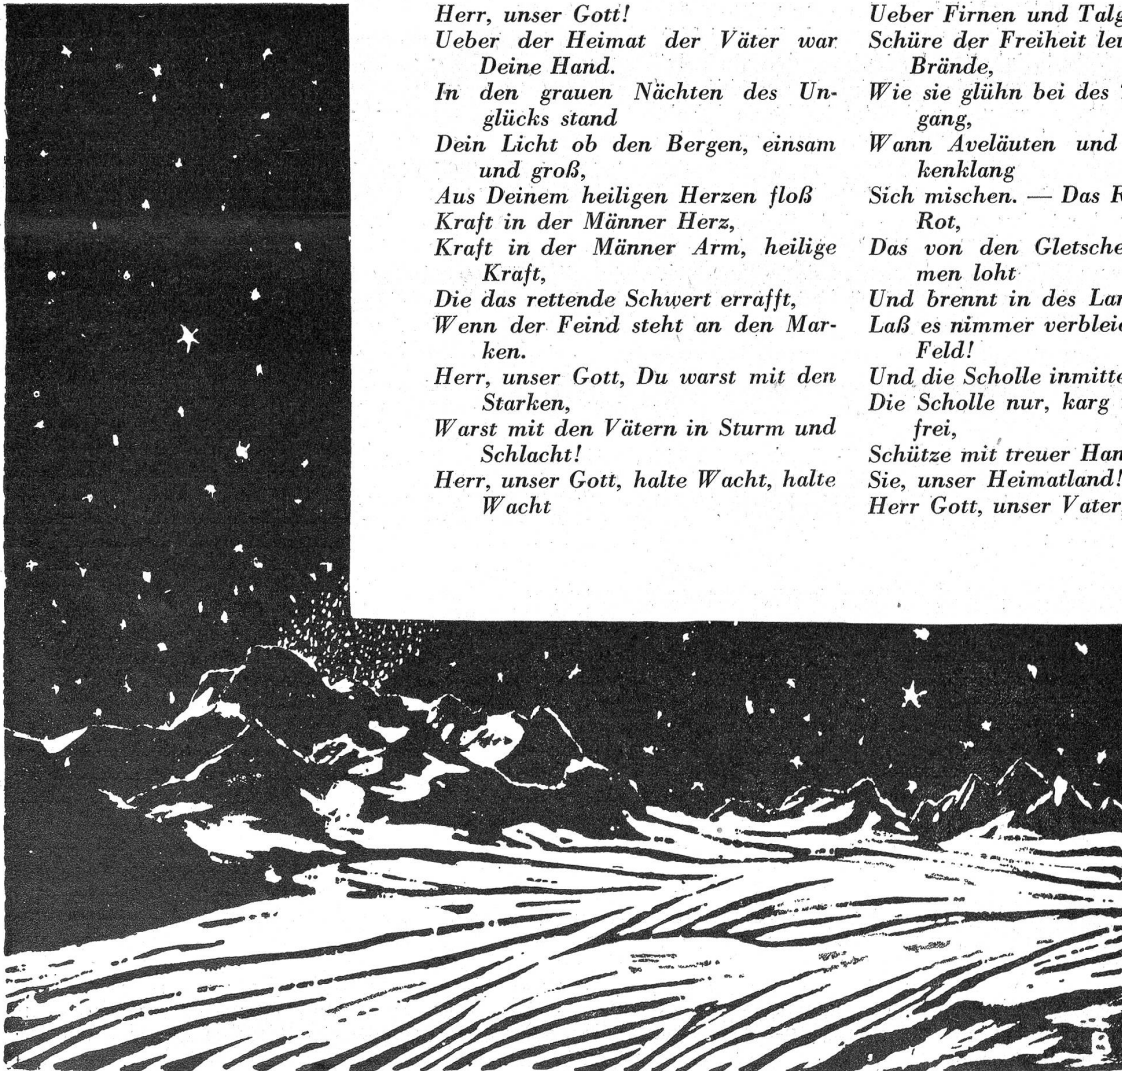 Herr, unser Gott!
Ueber der Heimat der Väter war
Deine Hand.
In den grauen Nächten des Un-
glücks stand
Dein Licht ob den Bergen, einsam
und groß,
Aus Deinem heiligen Herzen floß
Kraft in der Männer Herz,
Kraft in der Männer Arm, heilige
Kraft,
Die das rettende Schwert errafft,
Wenn der Feind steht an den Mar-
ken.
Herr, unser Gott, Du warst mit den
Starken,
Warst mit den Vätern in Sturm und
Schlacht!
Herr, unser Gott, halte Wacht, halte
Wacht
Ueber Firnen und
Schüre der Freiheit
Brände,
Wie sie glühn bei des
gang,
Wann Aveläuten und
kenklang
Sich mischen. — Das
Rot,
Das von den
men loht
Und brennt in des
Laß es nimmer
Feld!
Und die Scholle
Die Scholle nur, karg
frei,
Schütze mit treuer
Sie, unser Heimatland!
Herr Gott, unser Vater,